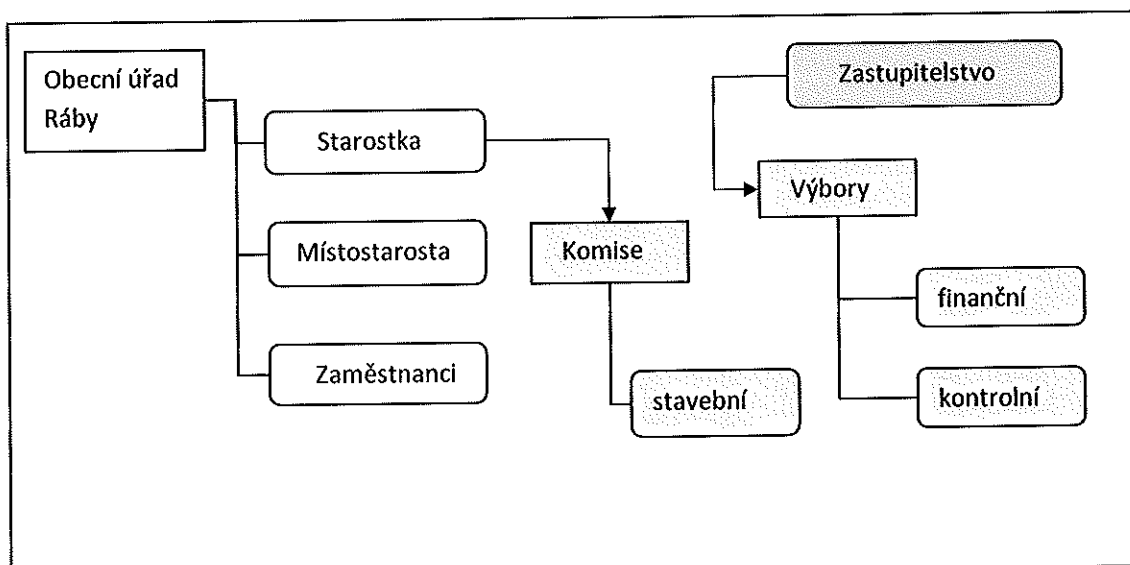 Obecní úřad
Ráby
Starostka
Místostarosta
Zaměstnanci
Komise
stavební
Zastupitelstvo
Výbory
finanční
kontrolní